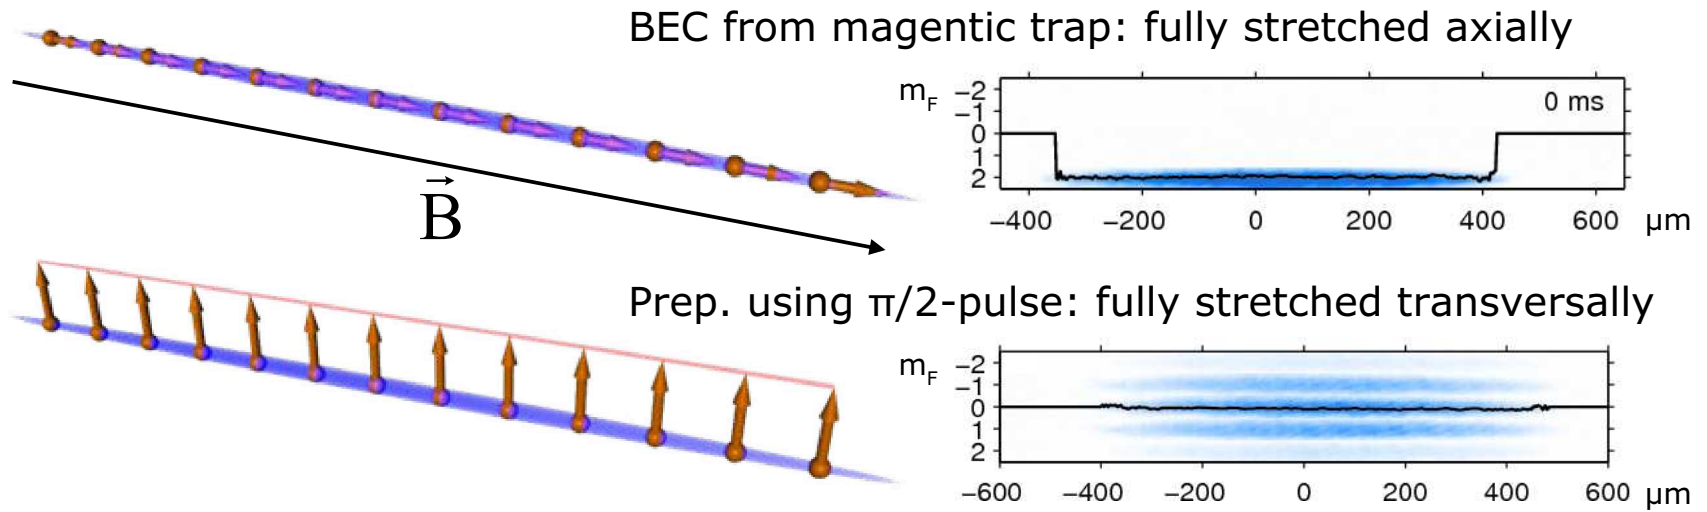 BEC from magentic trap: fully stretched axially
m_F
−2
−1
0
1
2
0 ms
−400 −200 0 200 400 600 μm
B⃗
Prep. using π/2-pulse: fully stretched transversally
m_F
−2
−1
0
1
2
−600 −400 −200 0 200 400 600 μm